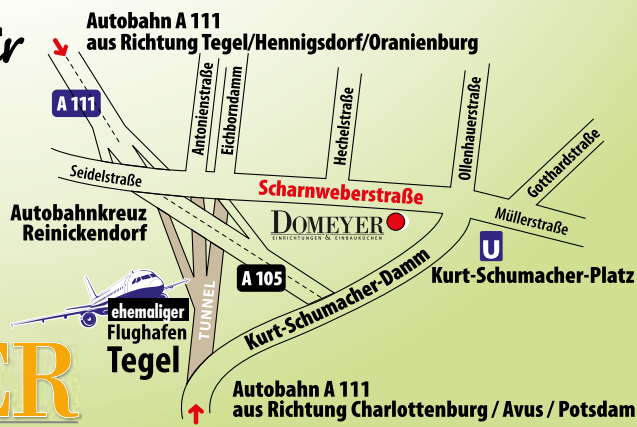 Autobahn A 111
aus Richtung Tegel/Hennigsdorf/Oranienburg
A 111
Antonienstraße
Eichborndamm
Hechelstraße
Ollenhauerstraße
Gotthardstraße
Seidelstraße
Scharnweberstraße
Müllerstraße
Autobahnkreuz
Reinickendorf
DOMEYER
EINRICHTUNGEN & EINBAUKÜCHEN
U
Kurt-Schumacher-Platz
A 105
Kurt-Schumacher-Damm
TUNNEL
ehemaliger
Flughafen
Tegel
ER
Autobahn A 111
aus Richtung Charlottenburg / Avus / Potsdam